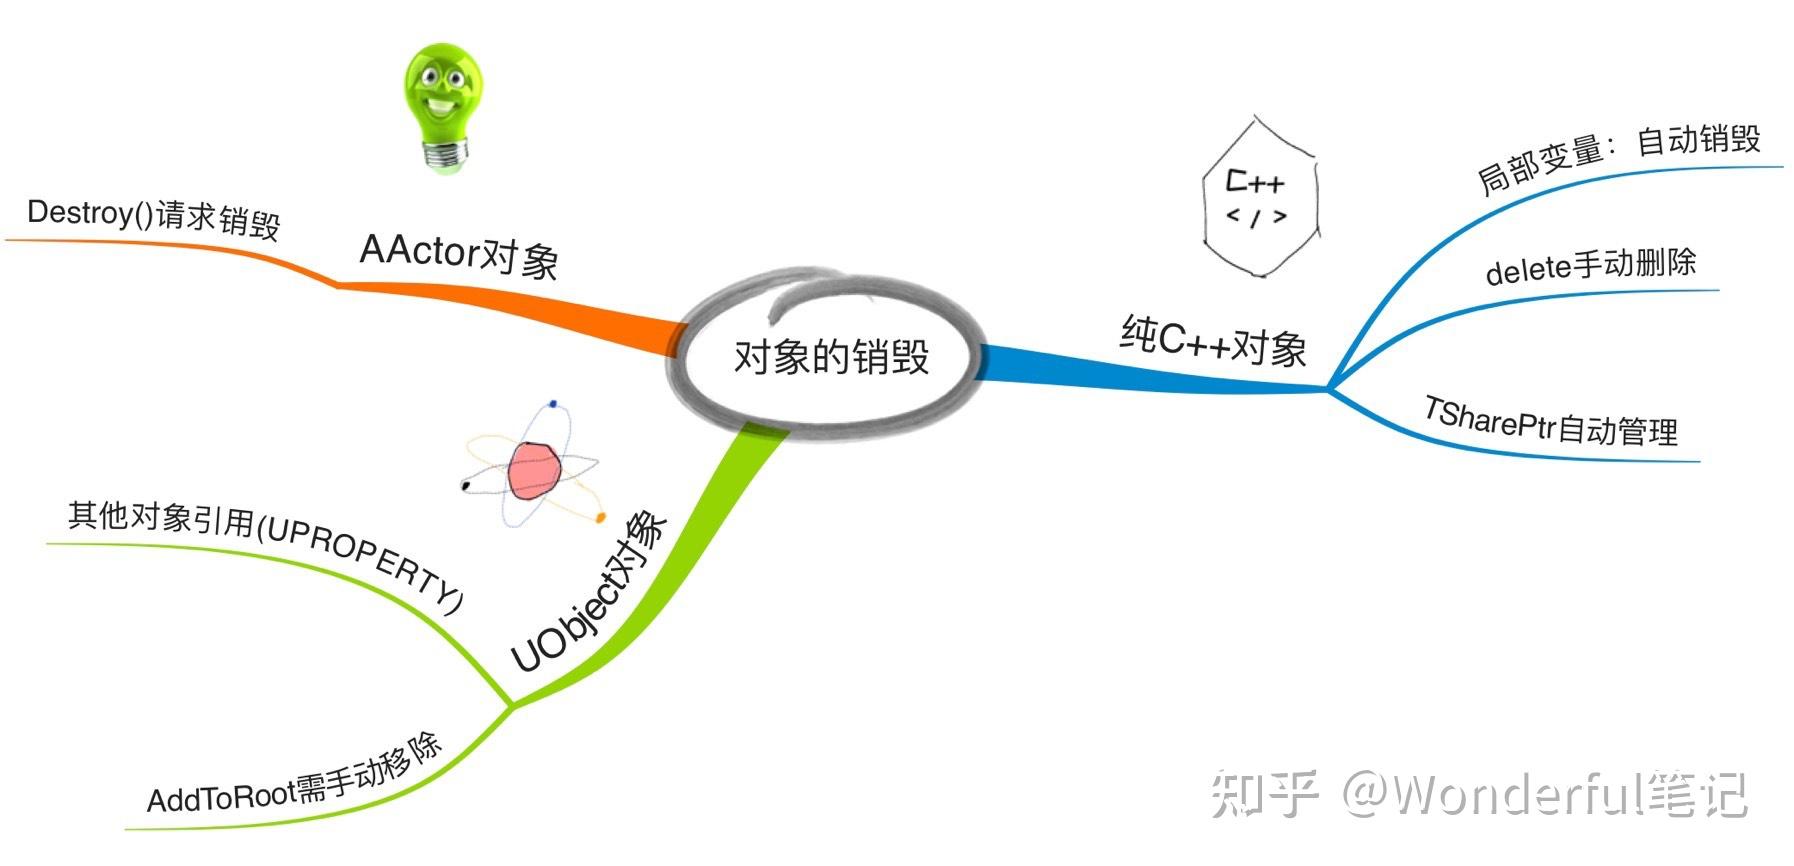 对象的销毁
纯C++对象
局部变量：自动销毁
delete手动删除
TSharePtr自动管理
C++
</>
AActor对象
Destroy()请求销毁
UObject对象
其他对象引用(UPROPERTY)
AddToRoot需手动移除
知乎 @Wonderful笔记